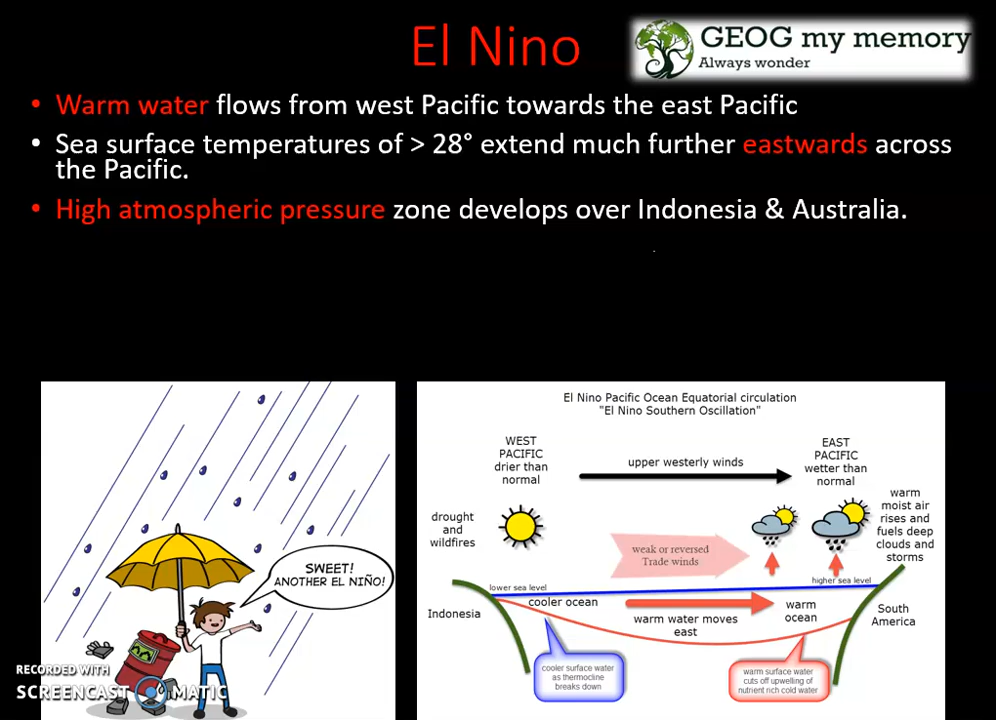 El Nino
GEOG my memory
Always wonder
• Warm water flows from west Pacific towards the east Pacific
• Sea surface temperatures of > 28° extend much further eastwards across
the Pacific.
• High atmospheric pressure zone develops over Indonesia & Australia.
SWEET!
ANOTHER EL NIÑO!
RECORDED WITH
SCREENCAST MATIC
El Nino Pacific Ocean Equatorial circulation
"El Nino Southern Oscillation"
WEST
PACIFIC
drier than
normal
upper westerly winds
EAST
PACIFIC
wetter than
normal
drought
and
wildfires
weak or reversed
Trade winds
warm
moist air
rises and
fuels deep
clouds and
storms
lower sea level
higher sea level
Indonesia
cooler ocean
warm water moves
east
warm
ocean
South
America
cooler surface water
as thermocline
breaks down
warm surface water
cuts off upwelling of
nutrient rich cold water